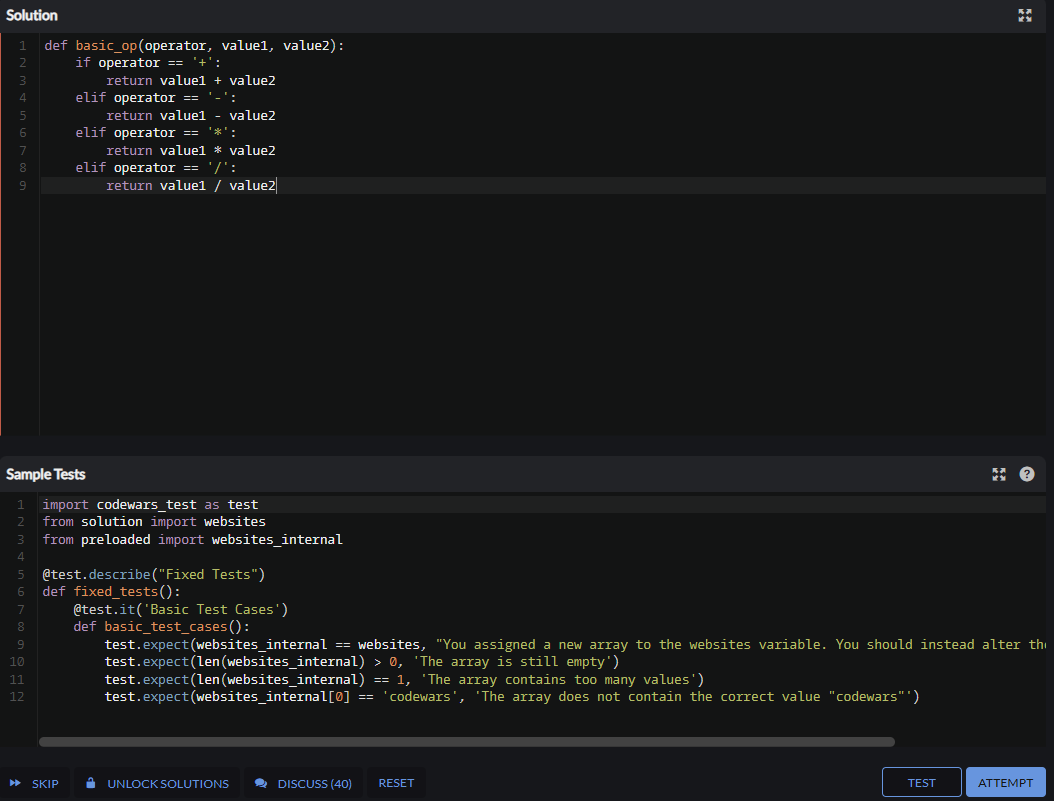 Solution
1 def basic_op(operator, value1, value2):
2     if operator == '+':
3         return value1 + value2
4     elif operator == '-':
5         return value1 - value2
6     elif operator == '*':
7         return value1 * value2
8     elif operator == '/':
9         return value1 / value2
Sample Tests
?
1 import codewars_test as test
2 from solution import websites
3 from preloaded import websites_internal
4
5 @test.describe("Fixed Tests")
6 def fixed_tests():
7     @test.it('Basic Test Cases')
8     def basic_test_cases():
9         test.expect(websites_internal == websites, "You assigned a new array to the websites variable. You should instead alter the
10         test.expect(len(websites_internal) > 0, 'The array is still empty')
11         test.expect(len(websites_internal) == 1, 'The array contains too many values')
12         test.expect(websites_internal[0] == 'codewars', 'The array does not contain the correct value "codewars"')
SKIP UNLOCK SOLUTIONS DISCUSS (40) RESET TEST ATTEMPT